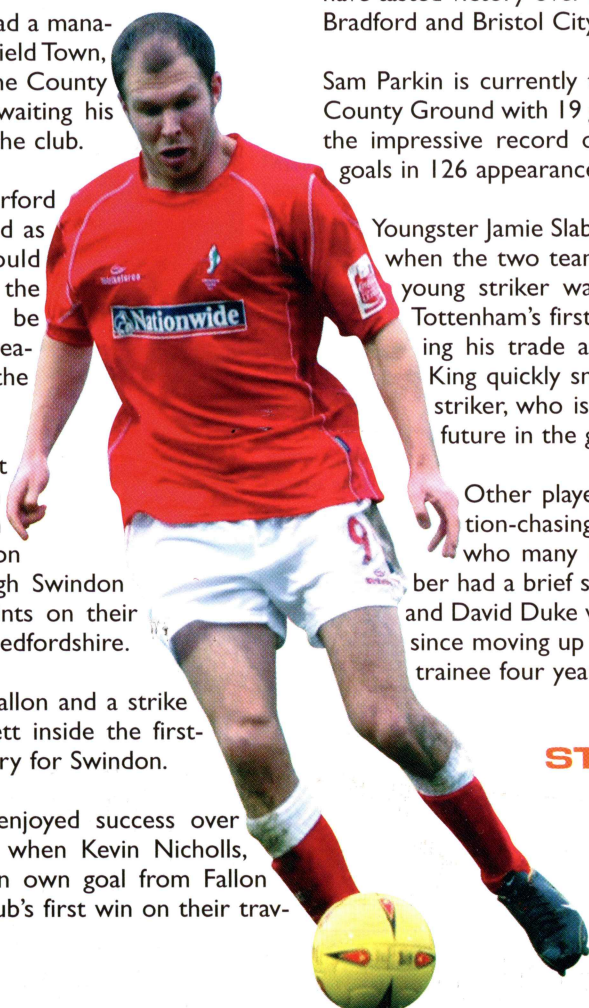 ad a mana-
ield Town,
ne County
waiting his
he club.
erford
d as
ould
the
be
ea-
the
t
on
gh Swindon
nts on their
edfordshire.
allon and a strike
ett inside the first-
ry for Swindon.
enjoyed success over
when Kevin Nicholls,
n own goal from Fallon
ub's first win on their trav-
Nationwide
9
Bradford and Bristol City
Sam Parkin is currently
County Ground with 19
the impressive record
goals in 126 appearance
Youngster Jamie Slab
when the two team
young striker wa
Tottenham's first
ing his trade a
King quickly sn
striker, who is
future in the g
Other playe
tion-chasing
who many
ber had a brief s
and David Duke
since moving up
trainee four yea
ST